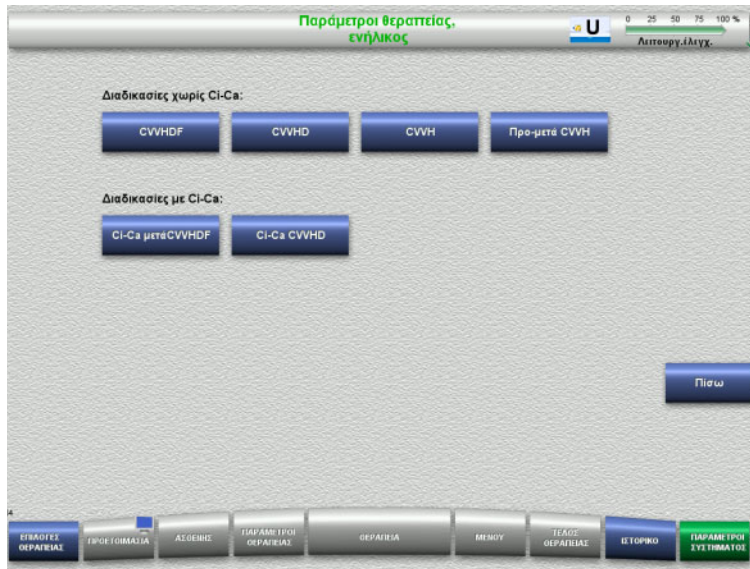 Παράμετροι θεραπείας,
ενήλικος
U
0 25 50 75 100 %
Λειτουργ.έλεγχ.
Διαδικασίες χωρίς Ci-Ca:
CVVHDF CVVHD CVVH Προ-μετά CVVH
Διαδικασίες με Ci-Ca:
Ci-Ca μετάCVVHDF Ci-Ca CVVHD
Πίσω
ΕΠΙΛΟΓΕΣ
ΘΕΡΑΠΕΙΑΣ
ΠΡΟΕΤΟΙΜΑΣΙΑ
ΑΣΘΕΝΗΣ
ΠΑΡΑΜΕΤΡΟΙ
ΘΕΡΑΠΕΙΑΣ
ΘΕΡΑΠΕΙΑ
ΜΕΝΟΥ
ΤΕΛΟΣ
ΘΕΡΑΠΕΙΑΣ
ΙΣΤΟΡΙΚΟ
ΠΑΡΑΜΕΤΡΟΙ
ΣΥΣΤΗΜΑΤΟΣ